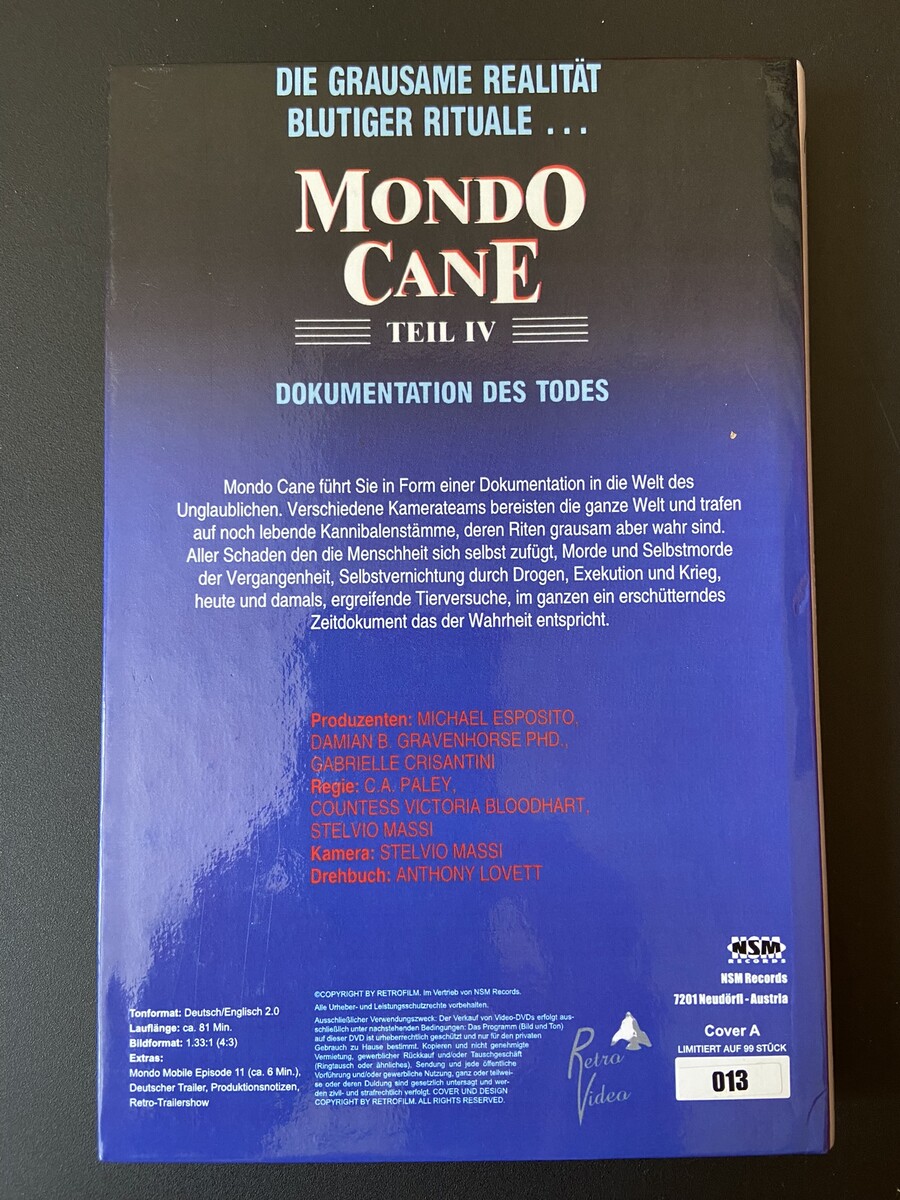 DIE GRAUSAME REALITÄT
BLUTIGER RITUALE . . .
MONDO
CANE
TEIL IV
DOKUMENTATION DES TODES
Mondo Cane führt Sie in Form einer Dokumentation in die Welt des
Unglaublichen. Verschiedene Kamerateams bereisten die ganze Welt und trafen
auf noch lebende Kannibalenstämme, deren Riten grausam aber wahr sind.
Aller Schaden den die Menschheit sich selbst zufügt, Morde und Selbstmorde
der Vergangenheit, Selbstvernichtung durch Drogen, Exekution und Krieg,
heute und damals, ergreifende Tierversuche, im ganzen ein erschütterndes
Zeitdokument das der Wahrheit entspricht.
Produzenten: MICHAEL ESPOSITO,
DAMIAN B. GRAVENHORSE PHD.,
GABRIELLE CRISANTINI
Regie: C.A. PALEY,
COUNTESS VICTORIA BLOODHART,
STELVIO MASSI
Kamera: STELVIO MASSI
Drehbuch: ANTHONY LOVETT
Tonformat: Deutsch/Englisch 2.0
Lauflänge: ca. 81 Min.
Bildformat: 1.33:1 (4:3)
Extras:
Mondo Mobile Episode 11 (ca. 6 Min.),
Deutscher Trailer, Produktionsnotizen,
Retro-Trailershow
©COPYRIGHT BY RETROFILM. Im Vertrieb von NSM Records.
Alle Urheber- und Leistungsschutzrechte vorbehalten.
Ausschließlicher Verwendungszweck: Der Verkauf von Video-DVDs erfolgt aus-
schließlich unter nachstehenden Bedingungen: Das Programm (Bild und Ton)
auf dieser DVD ist urheberrechtlich geschützt und nur für den privaten
Gebrauch zu Hause bestimmt. Kopieren und nicht genehmigte
Vermietung, gewerblicher Rückkauf und/oder Tauschgeschäft
(Ringtausch oder ähnliches), Sendung und jede öffentliche
Vorführung und/oder gewerbliche Nutzung, ganz oder teilwei-
se oder deren Duldung sind gesetzlich untersagt und wer-
den zivil- und strafrechtlich verfolgt. COVER UND DESIGN
COPYRIGHT BY RETROFILM. ALL RIGHTS RESERVED.
Retro
Video
NSM
RECORDS
NSM Records
7201 Neudörfl - Austria
Cover A
LIMITIERT AUF 99 STÜCK
013